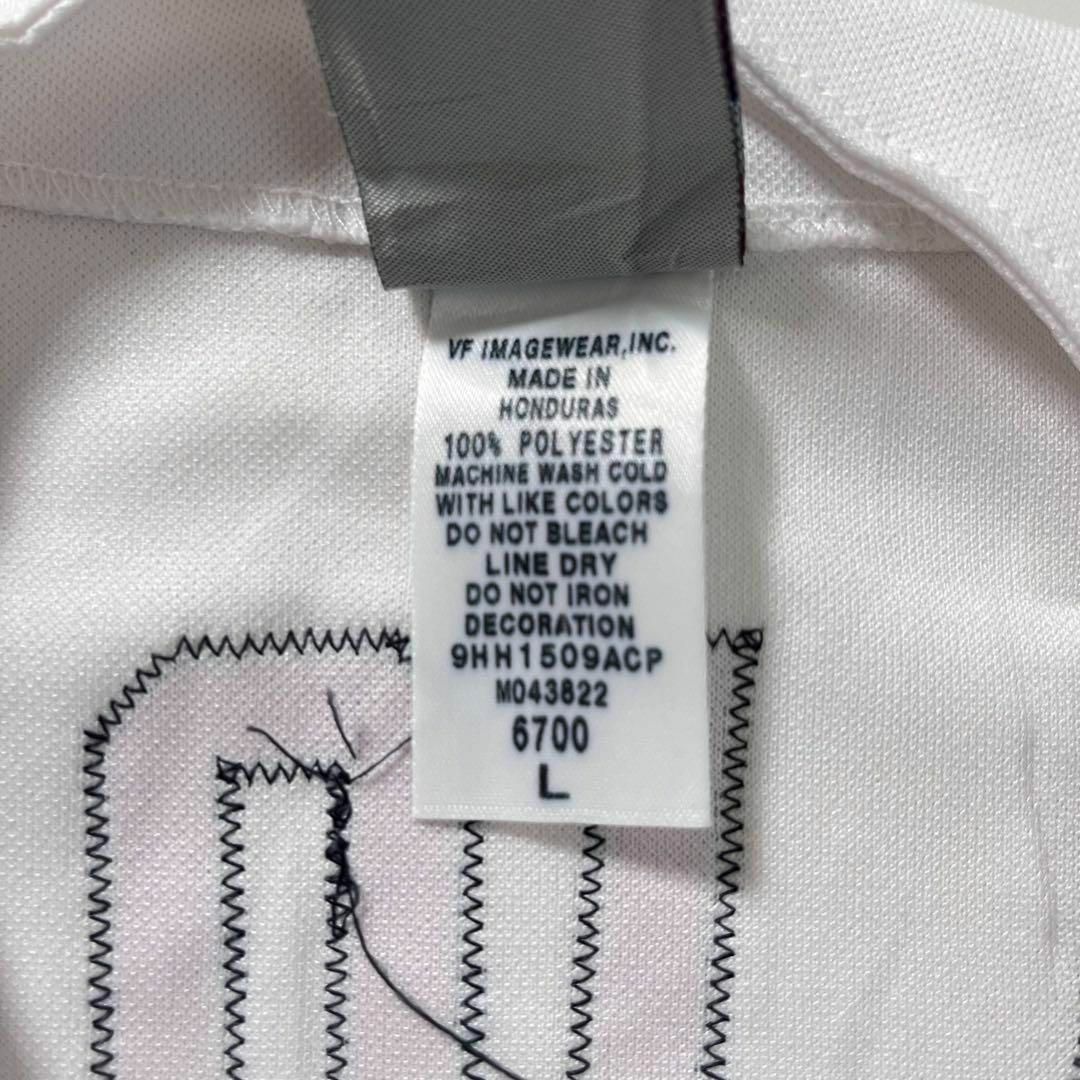 VF IMAGEWEAR,INC.
MADE IN
HONDURAS
100% POLYESTER
MACHINE WASH COLD
WITH LIKE COLORS
DO NOT BLEACH
LINE DRY
DO NOT IRON
DECORATION
9HH1509ACP
M043822
6700
L